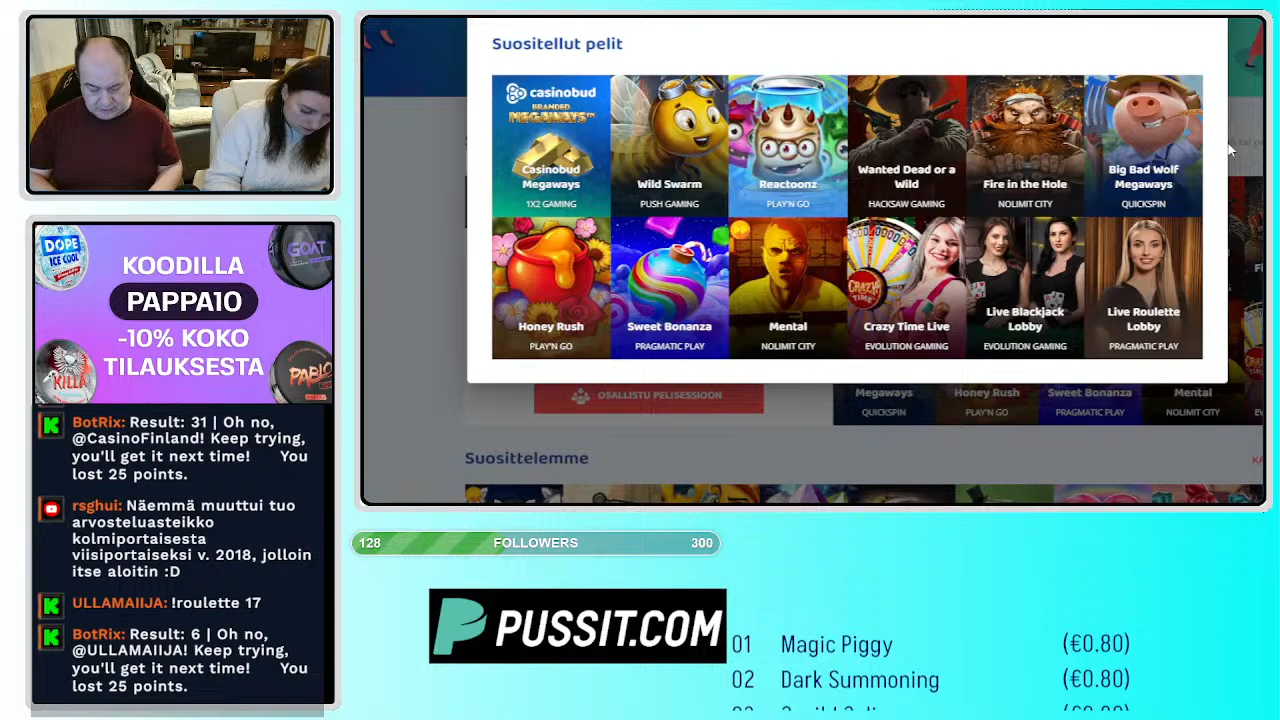 Suositellut pelit
casinobud
BRANDED
MEGAWAYS™
Casinobud
Megaways
1X2 GAMING
Wild Swarm
PUSH GAMING
Reactoonz
PLAY'N GO
Wanted Dead or a
Wild
HACKSAW GAMING
Fire in the Hole
NOLIMIT CITY
Big Bad Wolf
Megaways
QUICKSPIN
Honey Rush
PLAY'N GO
Sweet Bonanza
PRAGMATIC PLAY
Mental
NOLIMIT CITY
CRAZY
TIME
Crazy Time Live
EVOLUTION GAMING
Live Blackjack
Lobby
EVOLUTION GAMING
Live Roulette
Lobby
PRAGMATIC PLAY
OSALLISTU PELISESSIOON
Megaways
QUICKSPIN
Honey Rush
PLAY'N GO
Sweet Bonanza
PRAGMATIC PLAY
Mental
NOLIMIT CITY
Suosittelemme
DOPE
ICE COOL
GOAT
KOODILLA
PAPPA10
-10% KOKO
TILAUKSESTA
KILLA
PABLO
BotRix: Result: 31 | Oh no,
@CasinoFinland! Keep trying,
you'll get it next time! You
lost 25 points.
rsghui: Näemmä muuttui tuo
arvosteluasteikko
kolmiportaisesta
viisiportaiseksi v. 2018, jolloin
itse aloitin :D
ULLAMAIIJA: !roulette 17
BotRix: Result: 6 | Oh no,
@ULLAMAIIJA! Keep trying,
you'll get it next time! You
lost 25 points.
128 FOLLOWERS 300
PUSSIT.COM
01 Magic Piggy (€0.80)
02 Dark Summoning (€0.80)